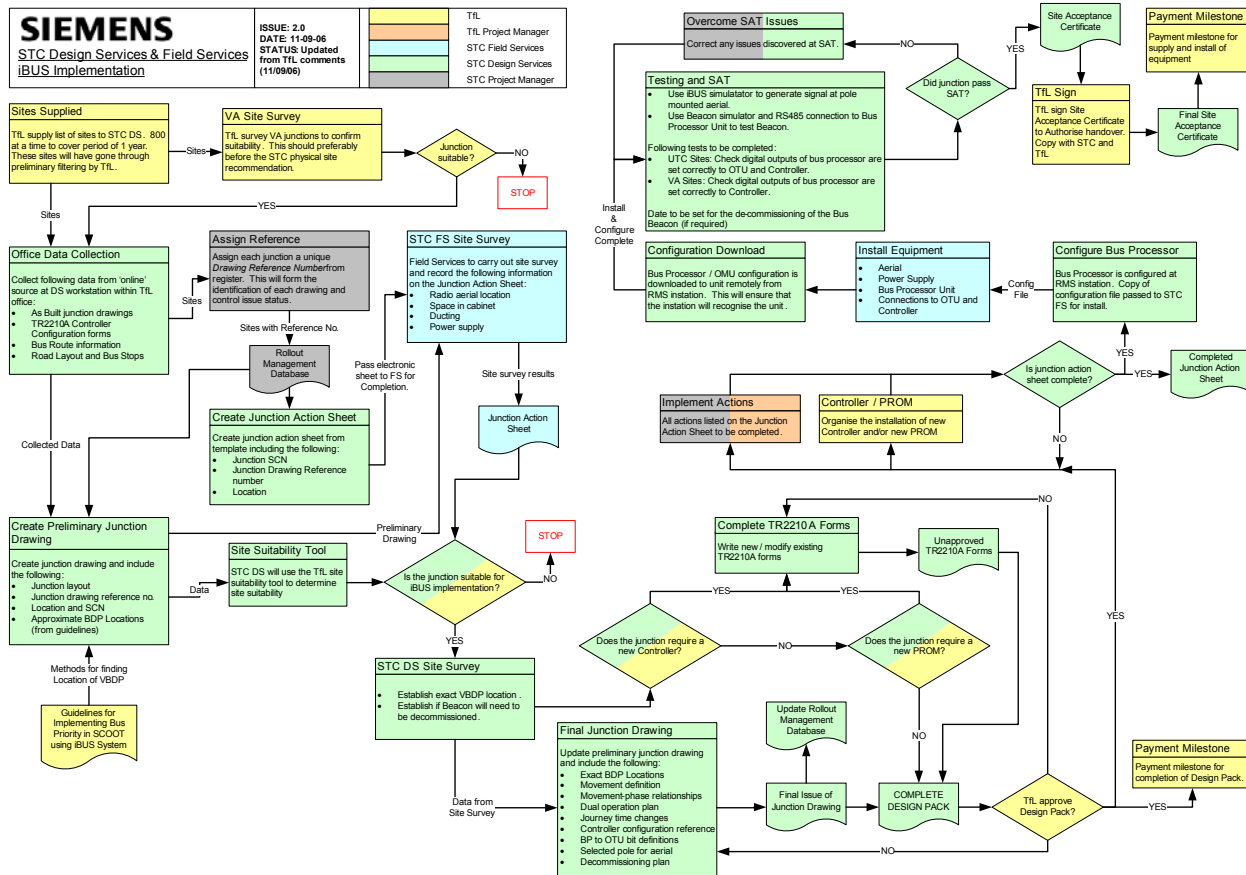 SIEMENS
STC Design Services & Field Services
iBUS Implementation
ISSUE: 2.0
DATE: 11-09-06
STATUS: Updated
from TfL comments
(11/09/06)
TfL
TfL Project Manager
STC Field Services
STC Design Services
STC Project Manager
Sites Supplied
TfL supply list of sites to STC DS. 800
at a time to cover period of 1 year.
These sites will have gone through
preliminary filtering by TfL.
Sites
VA Site Survey
TfL survey VA junctions to confirm
suitability. This should preferably
before the STC physical site
recommendation.
Junction
suitable?
NO
STOP
YES
Sites
Office Data Collection
Collect following data from 'online'
source at DS workstation within TfL
office:
• As Built junction drawings
• TR2210A Controller
Configuration forms
• Bus Route information
• Road Layout and Bus Stops
Sites
Assign Reference
Assign each junction a unique
Drawing Reference Numberfrom
register. This will form the
identification of each drawing and
control issue status.
Sites with Reference No.
Rollout
Management
Database
Create Junction Action Sheet
Create junction action sheet from
template including the following:
• Junction SCN
• Junction Drawing Reference
number
• Location
Pass electronic
sheet to FS for
Completion.
STC FS Site Survey
Field Services to carry out site survey
and record the following information
on the Junction Action Sheet:
• Radio aerial location
• Space in cabinet
• Ducting
• Power supply
Site survey results
Junction Action
Sheet
Collected Data
Create Preliminary Junction
Drawing
Create junction drawing and include
the following:
• Junction layout
• Junction drawing reference no.
• Location and SCN
• Approximate BDP Locations
(from guidelines)
Preliminary
Drawing
Data
Site Suitability Tool
STC DS will use the TfL site
suitability tool to determine
site suitability
Is the junction suitable for
iBUS implementation?
STOP
NO
YES
Methods for finding
Location of VBDP
Guidelines for
Implementing Bus
Priority in SCOOT
using iBUS System
STC DS Site Survey
• Establish exact VBDP location .
• Establish if Beacon will need to
be decommissioned.
Data from
Site Survey
Final Junction Drawing
Update preliminary junction drawing
and include the following:
• Exact BDP Locations
• Movement definition
• Movement-phase relationships
• Dual operation plan
• Journey time changes
• Controller configuration reference
• BP to OTU bit definitions
• Selected pole for aerial
• Decommissioning plan
Update Rollout
Management
Database
Final Issue of
Junction Drawing
COMPLETE
DESIGN PACK
TfL approve
Design Pack?
YES
NO
Payment Milestone
Payment milestone for
completion of Design Pack.
Does the junction require a
new Controller?
NO
Does the junction require a
new PROM?
YES
YES
NO
Complete TR2210A Forms
Write new / modify existing
TR2210A forms
Unapproved
TR2210A Forms
NO
YES
Implement Actions
All actions listed on the Junction
Action Sheet to be completed.
Controller / PROM
Organise the installation of new
Controller and/or new PROM
Is junction action
sheet complete?
NO
YES
YES
Completed
Junction Action
Sheet
Configure Bus Processor
Bus Processor is configured at
RMS instation. Copy of
configuration file passed to STC
FS for install.
Config
File
Install Equipment
• Aerial
• Power Supply
• Bus Processor Unit
• Connections to OTU and
Controller
Configuration Download
Bus Processor / OMU configuration is
downloaded to unit remotely from
RMS instation. This will ensure that
the instation will recognise the unit.
Install
&
Configure
Complete
Testing and SAT
• Use iBUS simulatator to generate signal at pole
mounted aerial.
• Use Beacon simulator and RS485 connection to Bus
Processor Unit to test Beacon.
Following tests to be completed:
• UTC Sites: Check digital outputs of bus processor are
set correctly to OTU and Controller.
• VA Sites: Check digital outputs of bus processor are
set correctly to Controller.
Date to be set for the de-commissioning of the Bus
Beacon (if required)
Overcome SAT Issues
Correct any issues discovered at SAT.
NO
Did junction pass
SAT?
YES
Site Acceptance
Certificate
TfL Sign
TfL sign Site
Acceptance Certificate
to Authorise handover.
Copy with STC and
TfL
Final Site
Acceptance
Certificate
Payment Milestone
Payment milestone for
supply and install of
equipment